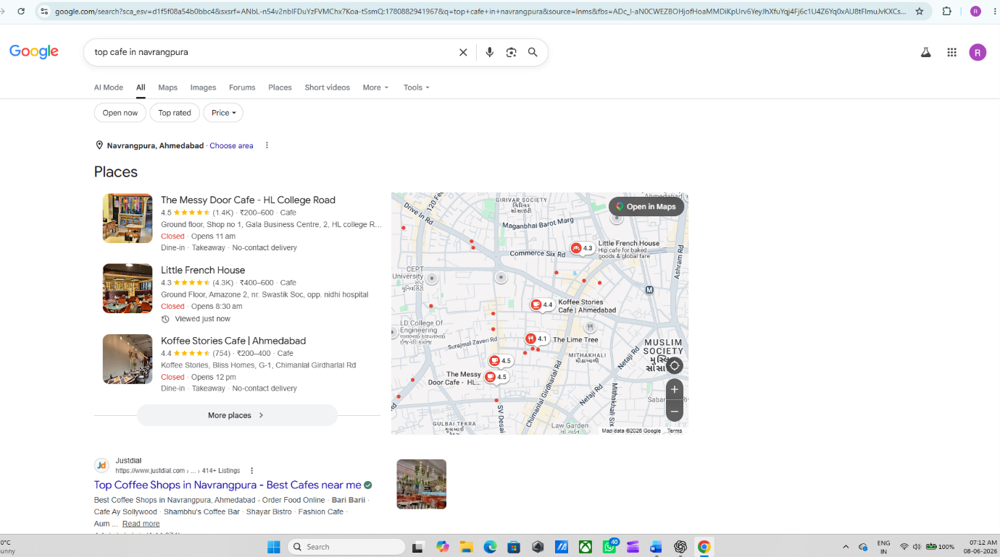 google.com/search?sca_esv=d1f5f08a54b0bbc4&sxsrf=ANbL-n54v2nbIFDuYzFVMChx7Koa-tSsmQ:1780882941967&q=top+cafe+in+navrangpura&source=lnms&fbs=ADc_l-aN0CWEZBOHjofHoaMMDiKpUrv6YeyJhXfuYqj4Fj6c1U4Z6Yq0xAU8tFlmuJvKXCs...
R
Google
top cafe in navrangpura
R
AI Mode All Maps Images Forums Places Short videos More Tools
Open now Top rated Price
Navrangpura, Ahmedabad · Choose area
Places
The Messy Door Cafe - HL College Road
4.5 (1.4K) · ₹200–600 · Cafe
Ground floor, Shop no 1, Gala Business Centre, 2, HL college R...
Closed · Opens 11 am
Dine-in · Takeaway · No-contact delivery
Little French House
4.3 (4.3K) · ₹400–600 · Cafe
Ground Floor, Amazone 2, nr. Swastik Soc, opp. nidhi hospital
Closed · Opens 8:30 am
Viewed just now
Koffee Stories Cafe | Ahmedabad
4.4 (754) · ₹200–400 · Cafe
Koffee Stories, Bliss Homes, G-1, Chimanlal Girdharlal Rd
Closed · Opens 12 pm
Dine-in · Takeaway · No-contact delivery
More places
120 Fee
GIRIVAR SOCIETY
ગિરિવર
સોસાઈટી
Ahmedabad
Open in Maps
Drive In Rd
Maganbhai Barot Marg
4.3
Little French House
Hip cafe for baked
goods & global fare
Commerce Six Rd
Ashram Rd
CEPT
University
M
4.4
Koffee Stories
Cafe | Ahmedabad
LD College Of
Engineering
4.1
The Lime Tree
Surajmal Zaveri Rd
MUSLIM
SOCIETY
MITHAKHALI
મીઠાખળી
Netaji Rd
4.5
The Messy
Door Cafe - HL...
4.5
Chimanlal Girdharlal Rd
Netaji Rd
Mithakhali Six
SV Desai
GULBAI TEKRA
ગુલબાઈ ટેકરા
Law Garden
લો ગાર્ડન
+
−
Map data ©2026 Google Terms
Jd
Justdial
https://www.justdial.com › ... › 414+ Listings
Top Coffee Shops in Navrangpura - Best Cafes near me
Best Coffee Shops in Navrangpura, Ahmedabad - Order Food Online · Bari Barii ·
Cafe Ay Sollywood · Shambhu's Coffee Bar · Shayar Bistro · Fashion Cafe ·
Aum ... Read more
0°C
unny
Search
40
ENG
IN
100%
07:12 AM
08-06-2026